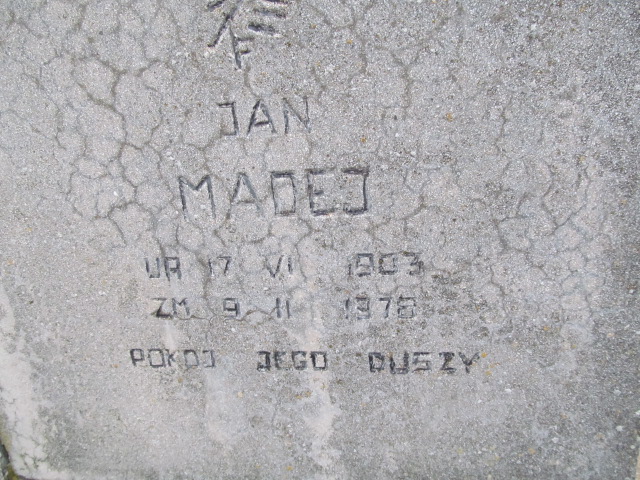 JAN
MADEJ
UR 17 VI 1903
ZM 9 II 1978
POKOJ JEGO DUSZY